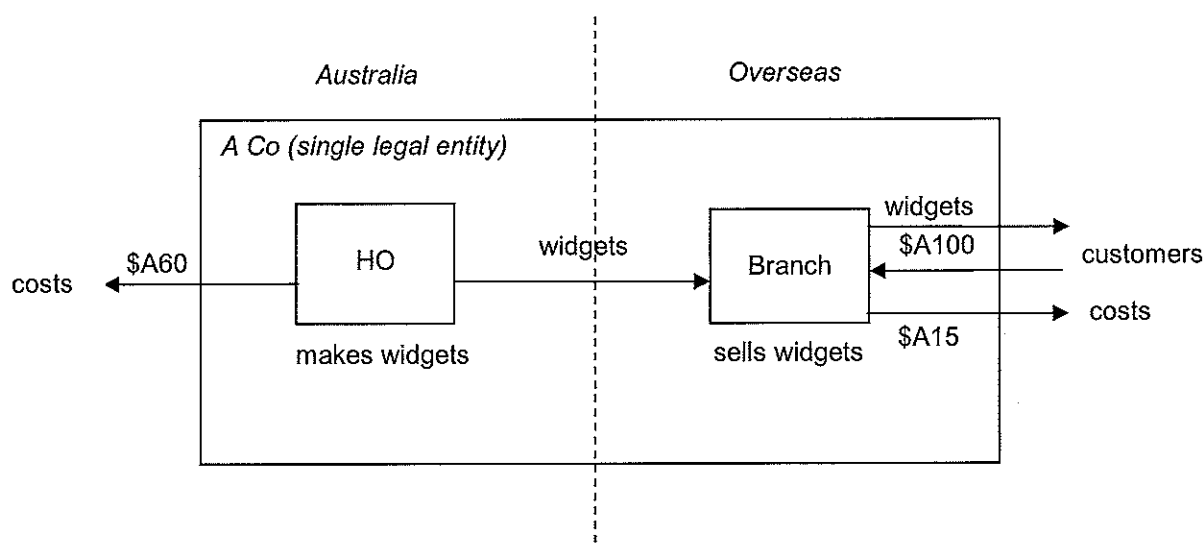 Australia
Overseas
A Co (single legal entity)
HO
Branch
widgets
$A60
costs
widgets
$A100
customers
costs
$A15
makes widgets
sells widgets